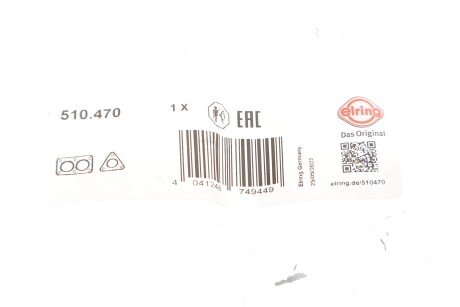 510.470
1 X
EAC
elring
Das Original
4 041248 749449
Elring Germany
25/05/2023
elring.de/510470